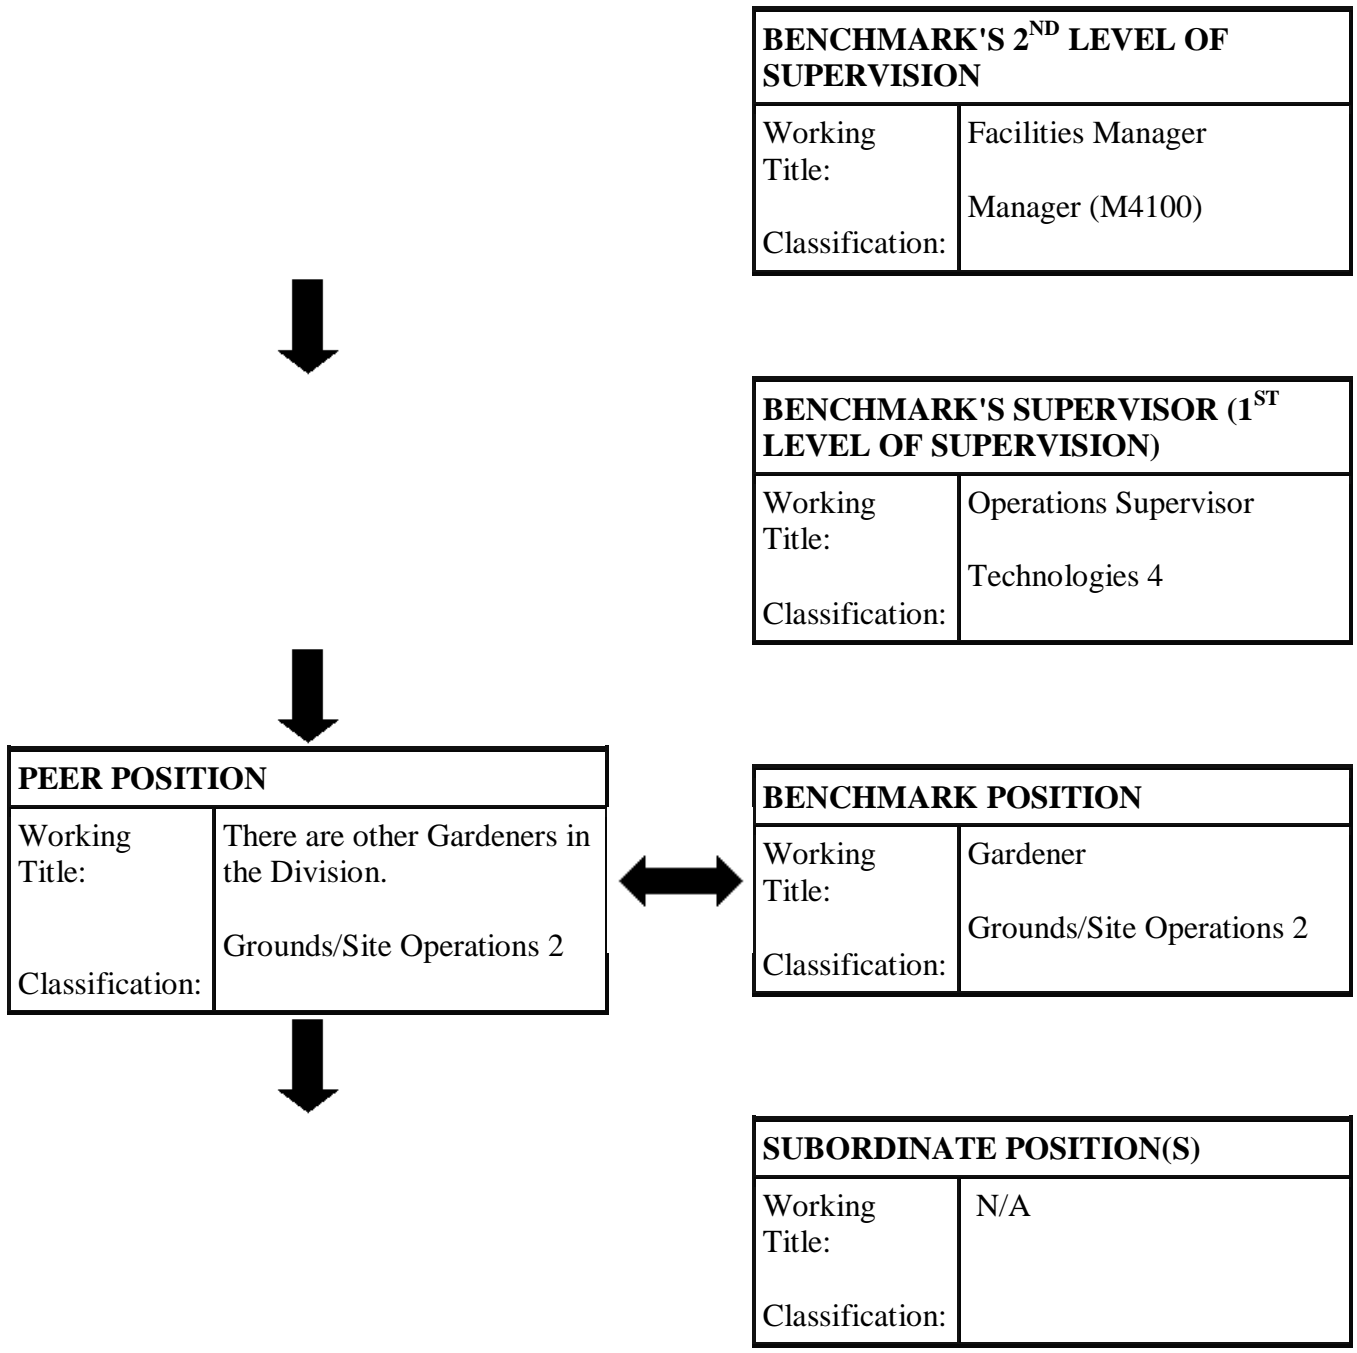 BENCHMARK'S 2ND LEVEL OF
SUPERVISION
Working
Title:
Classification:
Facilities Manager
Manager (M4100)
BENCHMARK'S SUPERVISOR (1ST
LEVEL OF SUPERVISION)
Working
Title:
Classification:
Operations Supervisor
Technologies 4
PEER POSITION
Working
Title:
Classification:
There are other Gardeners in
the Division.
Grounds/Site Operations 2
BENCHMARK POSITION
Working
Title:
Classification:
Gardener
Grounds/Site Operations 2
SUBORDINATE POSITION(S)
Working
Title:
Classification:
N/A